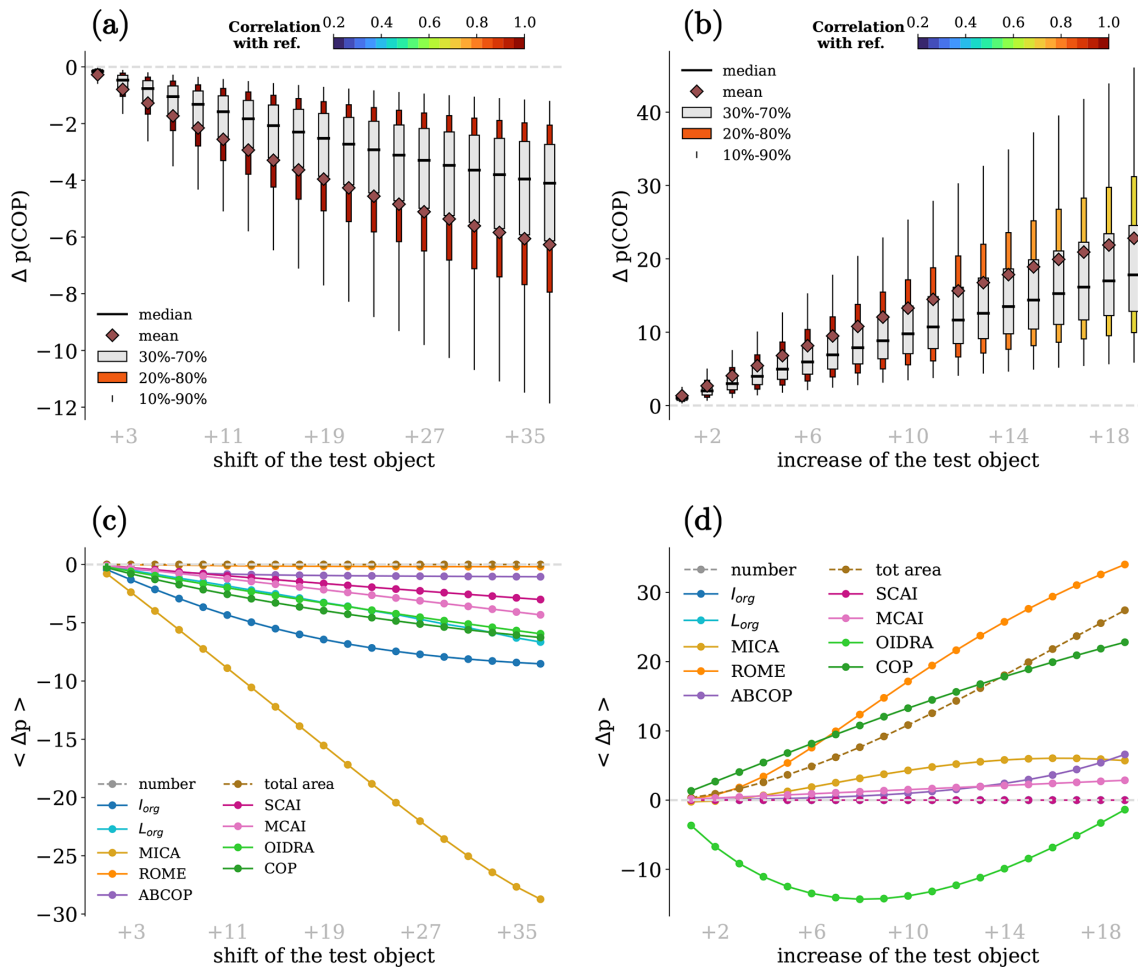 (a)
Correlation
with ref.
0.2 0.4 0.6 0.8 1.0
0
−2
−4
−6
−8
−10
−12
Δ p(COP)
median
mean
30%-70%
20%-80%
10%-90%
+3 +11 +19 +27 +35
shift of the test object
(b)
Correlation
with ref.
0.2 0.4 0.6 0.8 1.0
median
mean
30%-70%
20%-80%
10%-90%
40
30
20
10
0
Δ p(COP)
+2 +6 +10 +14 +18
increase of the test object
(c)
0
−5
−10
−15
−20
−25
−30
< Δp >
number
I_org
L_org
MICA
ROME
ABCOP
total area
SCAI
MCAI
OIDRA
COP
+3 +11 +19 +27 +35
shift of the test object
(d)
30
20
10
0
−10
< Δp >
number
I_org
L_org
MICA
ROME
ABCOP
tot area
SCAI
MCAI
OIDRA
COP
+2 +6 +10 +14 +18
increase of the test object